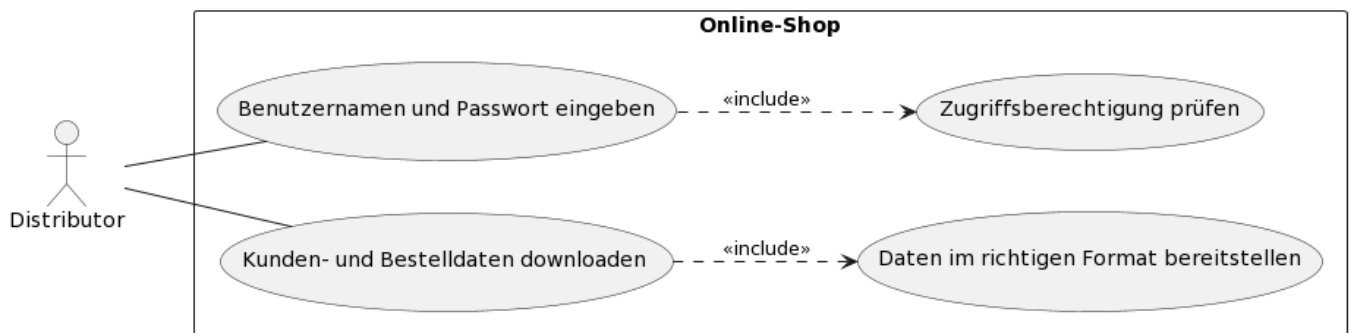 Online-Shop
Benutzernamen und Passwort eingeben
«include»
Zugriffsberechtigung prüfen
Distributor
Kunden- und Bestelldaten downloaden
«include»
Daten im richtigen Format bereitstellen